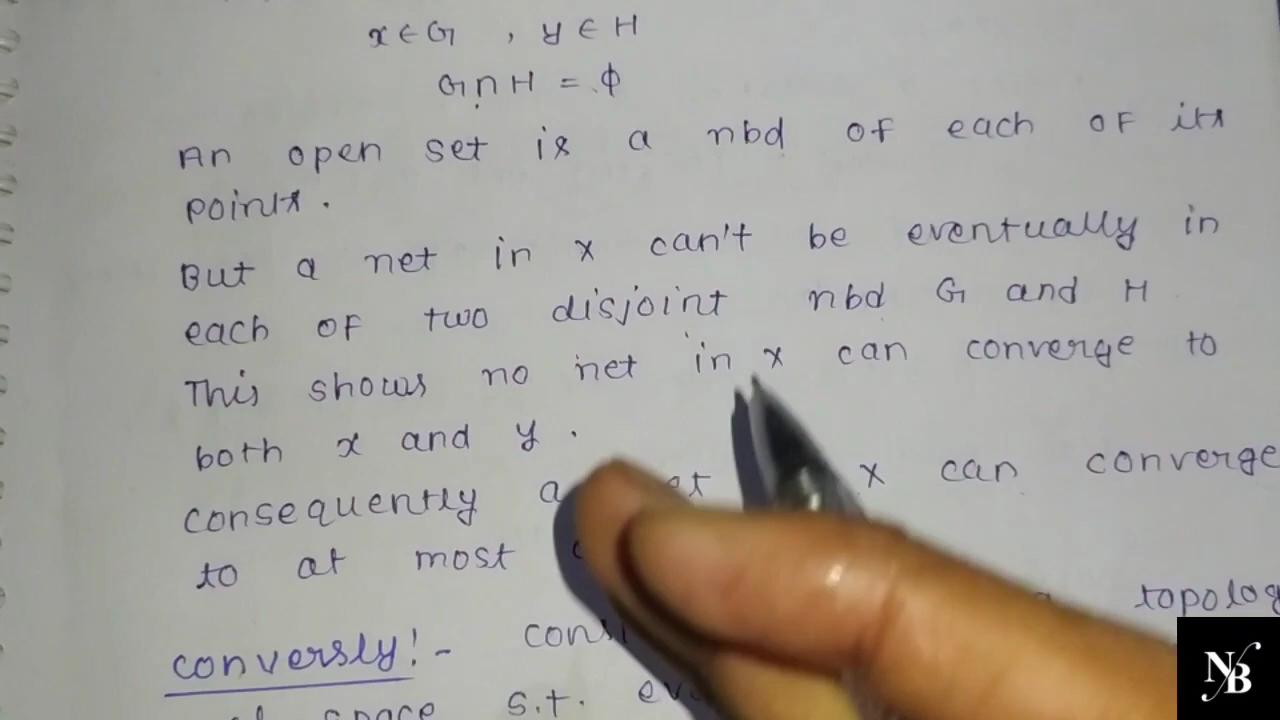 x ∈ G , y ∈ H
G ∩ H = ϕ
An open set is a nbd of each of its
points.
But a net in x can't be eventually in
each of two disjoint nbd G and H
This shows no net in x can converge to
both x and y.
consequently a x can converge
to at most
topolog
conversly!-
space s.t.
NB